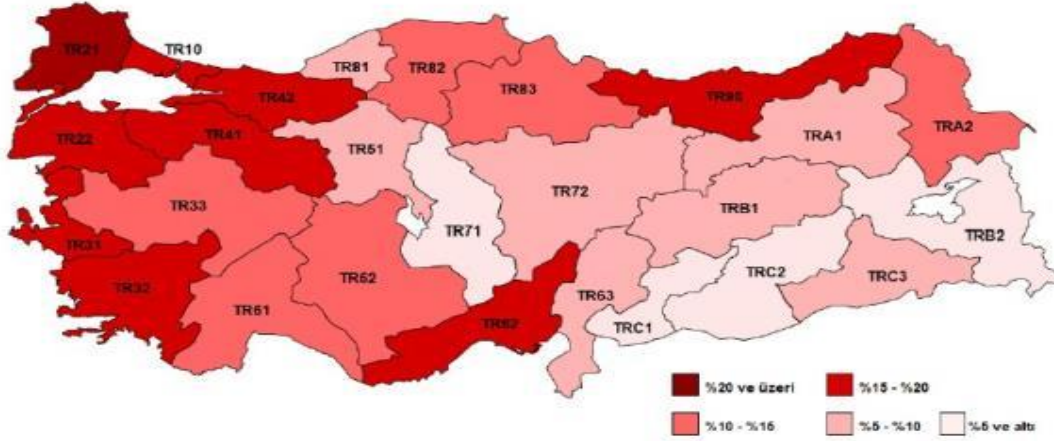 TR21
TR10
TR42
TR81
TR82
TR83
TR90
TRA1
TRA2
TR22
TR41
TR51
TR72
TRB1
TRB2
TR33
TR71
TR31
TR32
TR61
TR52
TR62
TR63
TRC1
TRC2
TRC3
%20 ve üzeri
%15 - %20
%10 - %15
%5 - %10
%5 ve altı